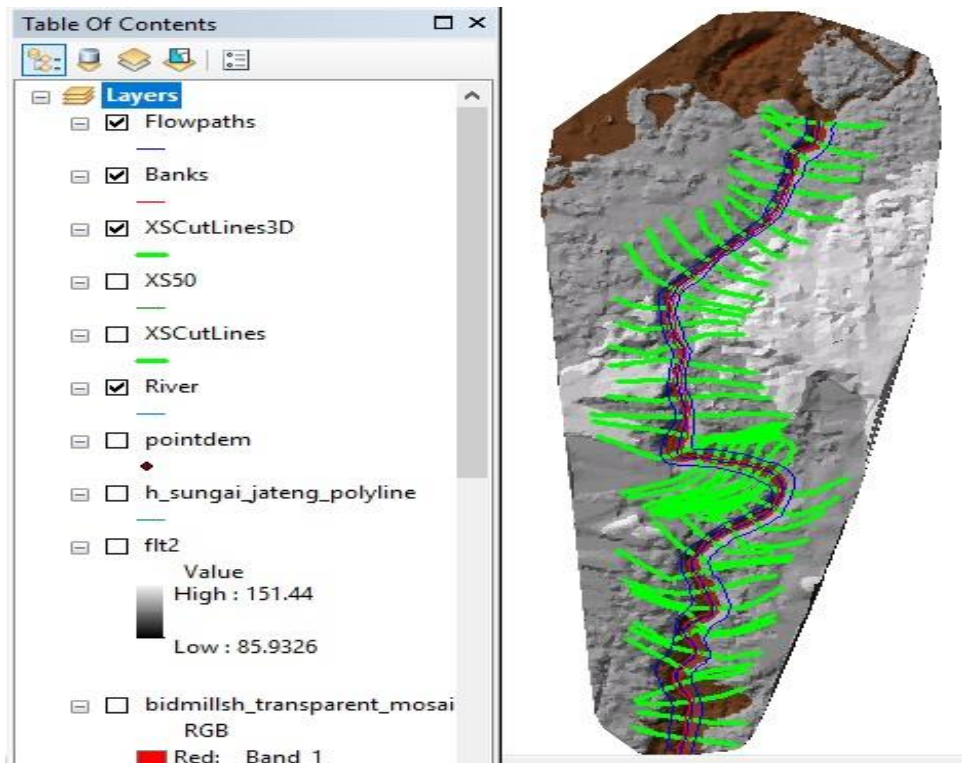 Table Of Contents
Layers
Flowpaths
Banks
XSCutLines3D
XS50
XSCutLines
River
pointdem
h_sungai_jateng_polyline
flt2
Value
High : 151.44
Low : 85.9326
bidmillsh_transparent_mosai
RGB
Red: Band_1